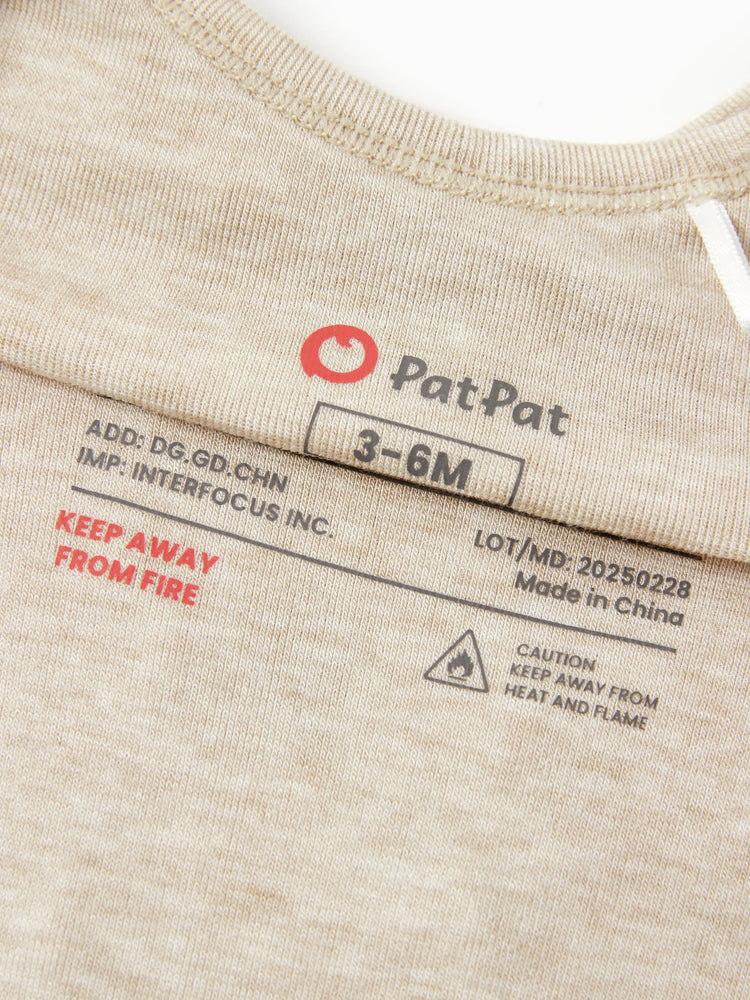 PatPat
3-6M
ADD: DG.GD.CHN
IMP: INTERFOCUS INC.
LOT/MD: 20250228
Made in China
KEEP AWAY
FROM FIRE
CAUTION
KEEP AWAY FROM
HEAT AND FLAME